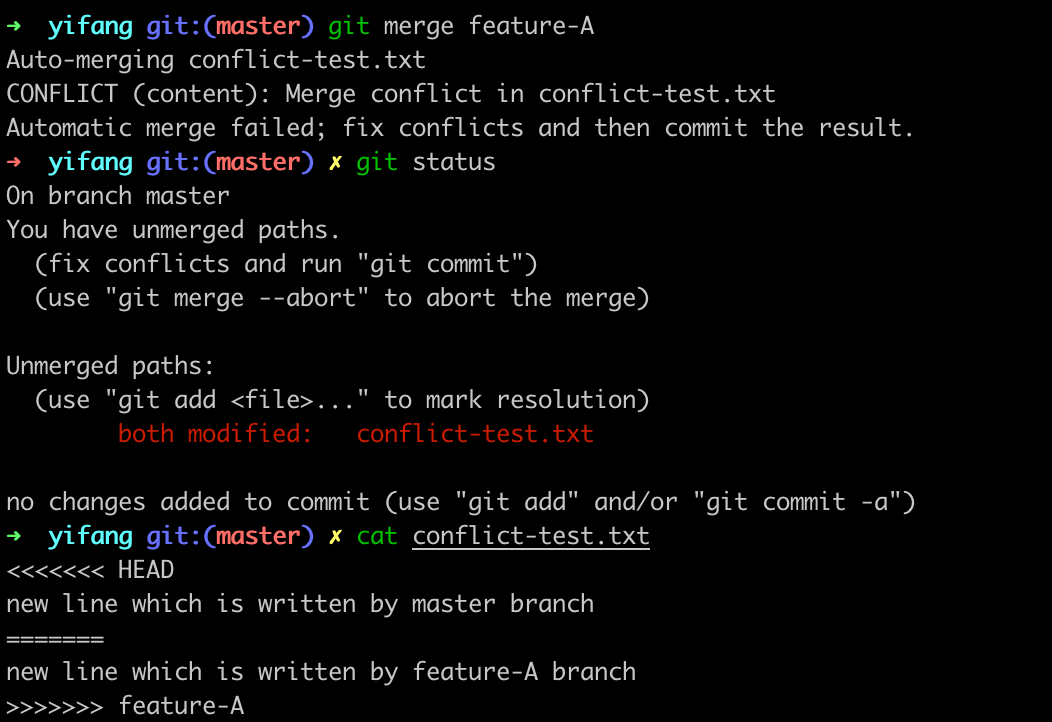 ➜  yifang git:(master) git merge feature-A
Auto-merging conflict-test.txt
CONFLICT (content): Merge conflict in conflict-test.txt
Automatic merge failed; fix conflicts and then commit the result.
➜  yifang git:(master) ✗ git status
On branch master
You have unmerged paths.
  (fix conflicts and run "git commit")
  (use "git merge --abort" to abort the merge)

Unmerged paths:
  (use "git add <file>..." to mark resolution)
        both modified:   conflict-test.txt

no changes added to commit (use "git add" and/or "git commit -a")
➜  yifang git:(master) ✗ cat conflict-test.txt
<<<<<<< HEAD
new line which is written by master branch
=======
new line which is written by feature-A branch
>>>>>>> feature-A